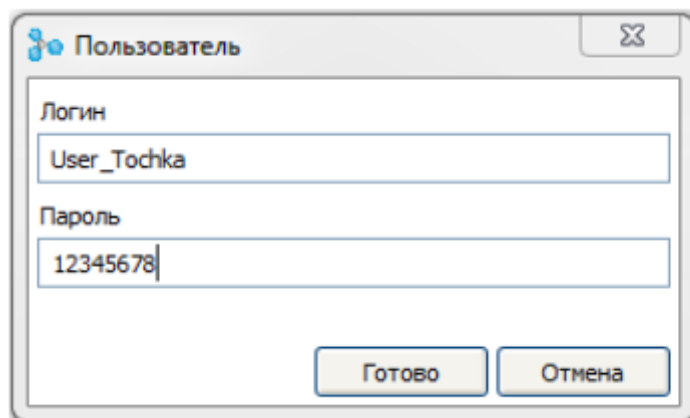 Пользователь
Логин
User_Tochka
Пароль
12345678
Готово Отмена